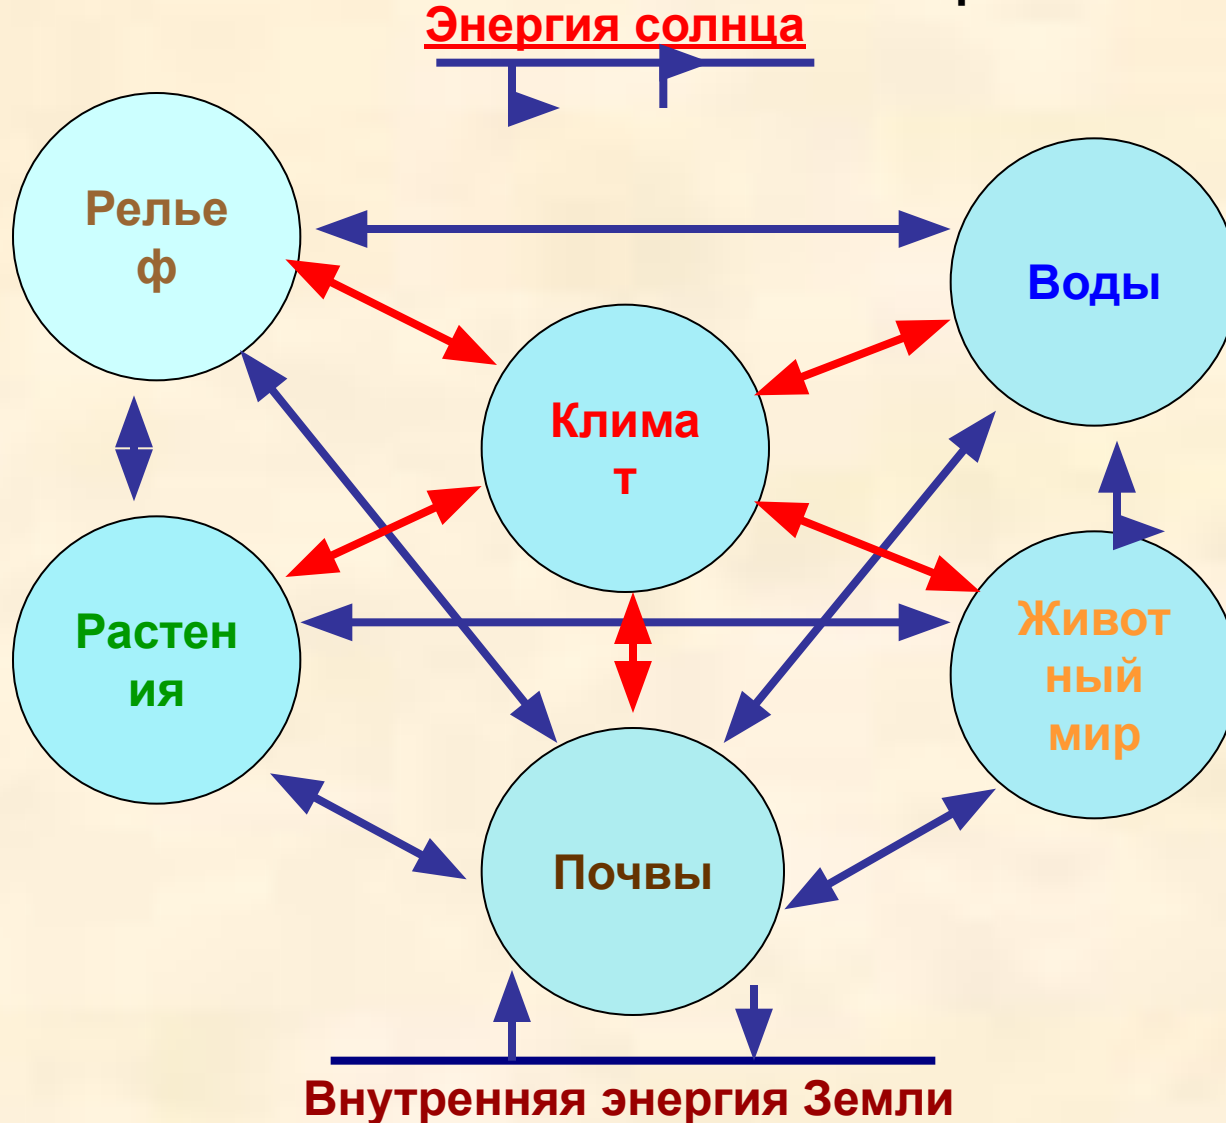 Энергия солнца
Релье
ф
Воды
Клима
т
Растен
ия
Живот
ный
мир
Почвы
Внутренняя энергия Земли